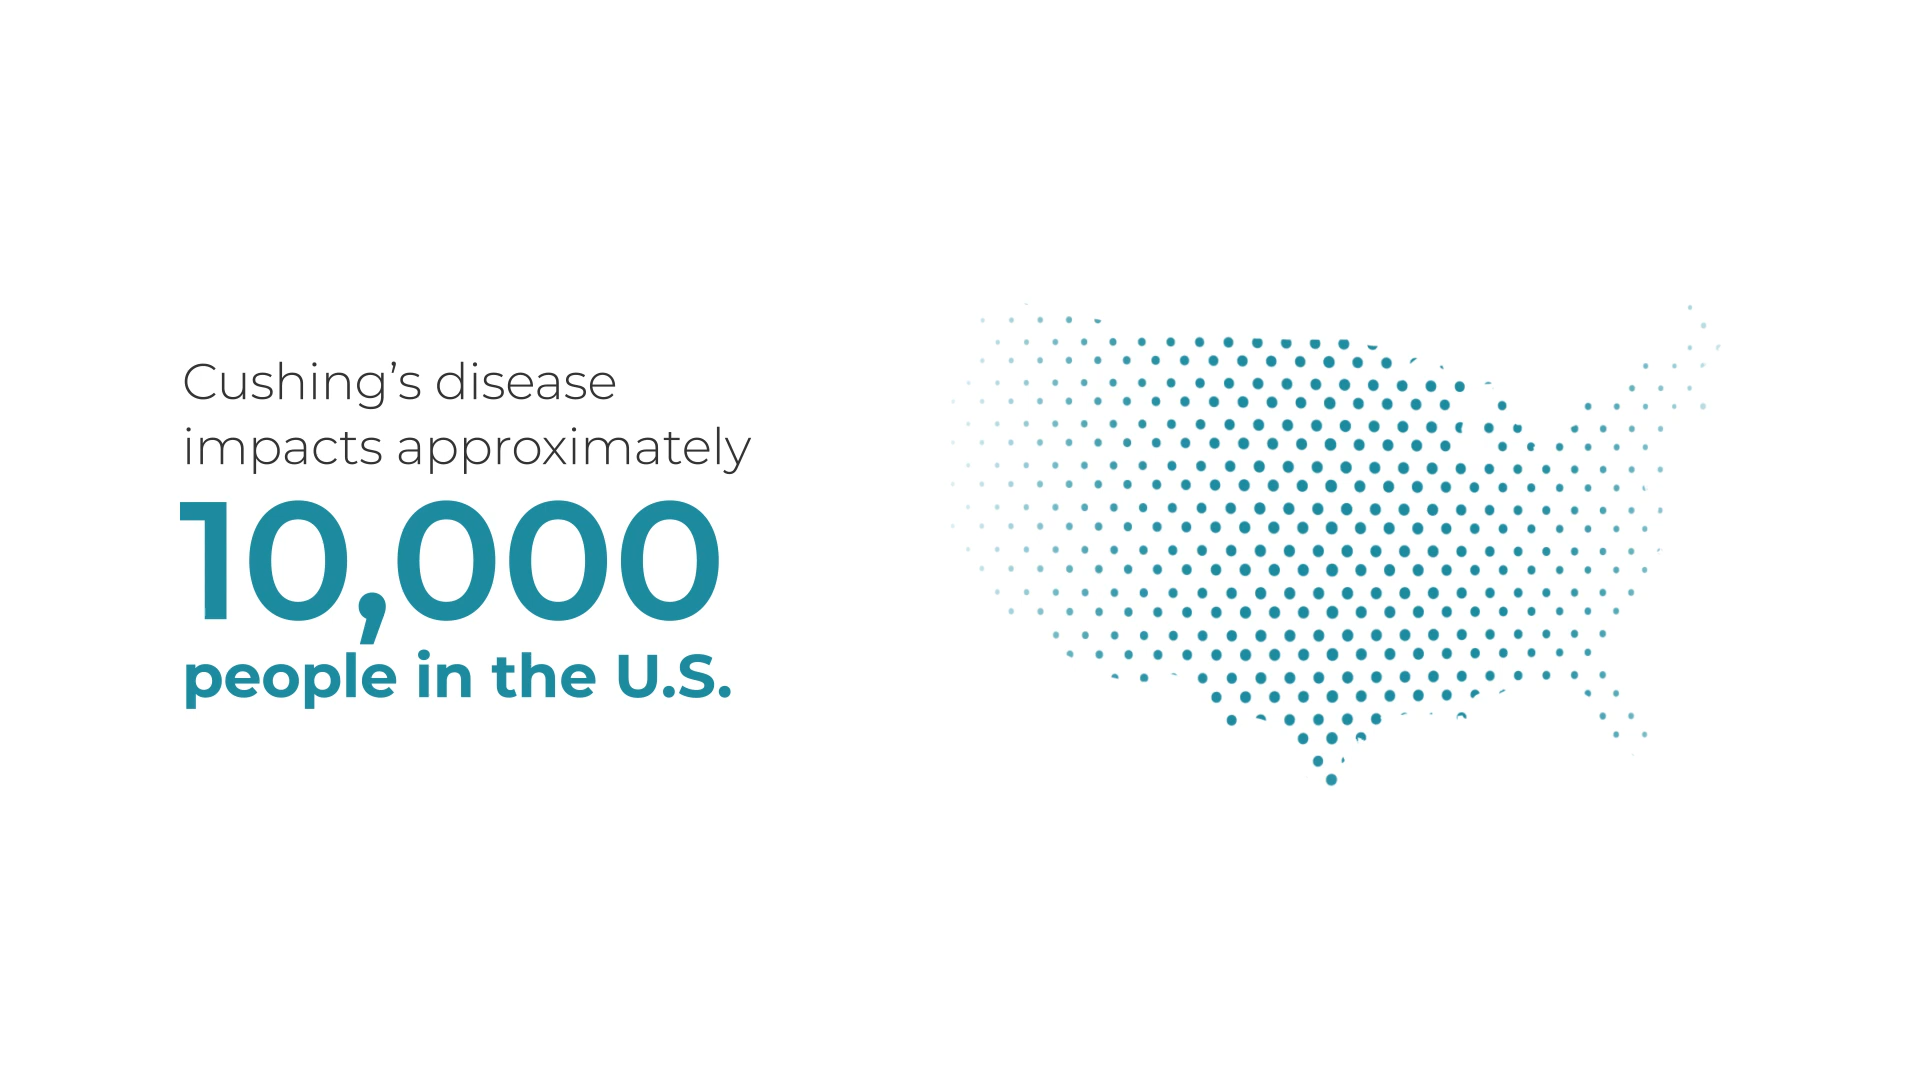 Cushing’s disease
impacts approximately
10,000
people in the U.S.